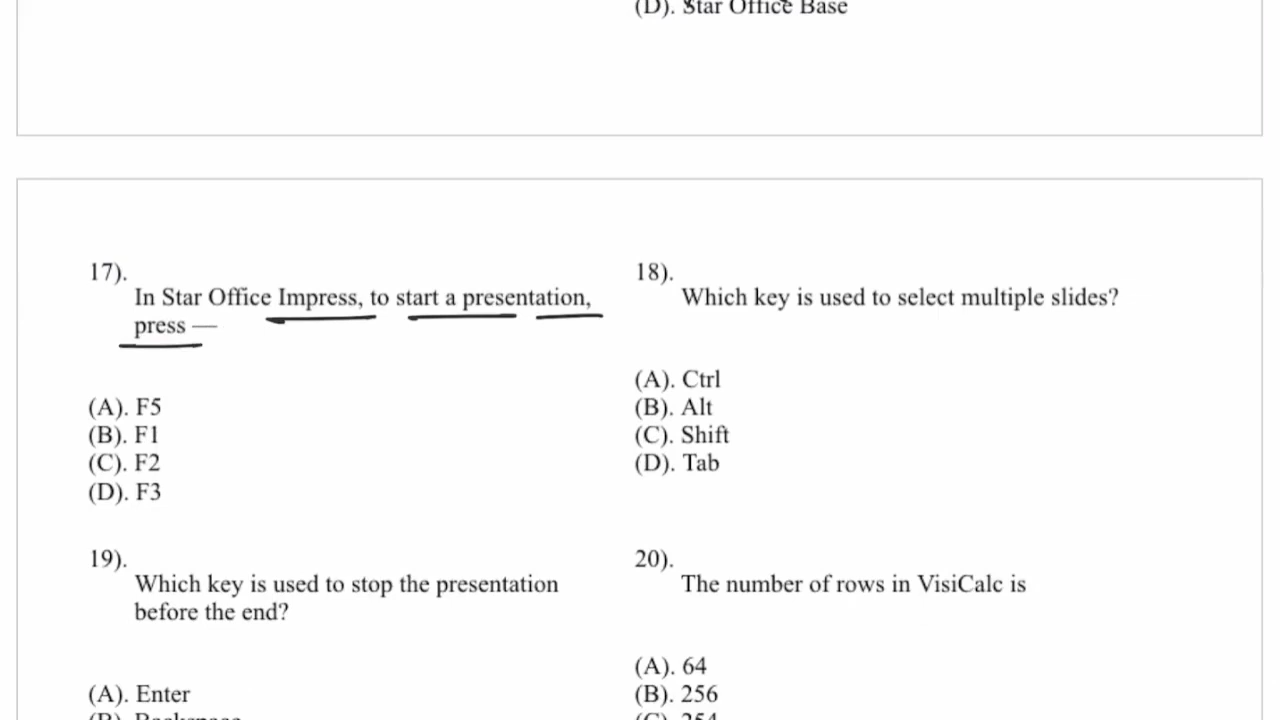 (D). Star Office Base
17).
In Star Office Impress, to start a presentation,
press —
(A). F5
(B). F1
(C). F2
(D). F3
18).
Which key is used to select multiple slides?
(A). Ctrl
(B). Alt
(C). Shift
(D). Tab
19).
Which key is used to stop the presentation
before the end?
(A). Enter
(B). Backspace
20).
The number of rows in VisiCalc is
(A). 64
(B). 256
(C). 254